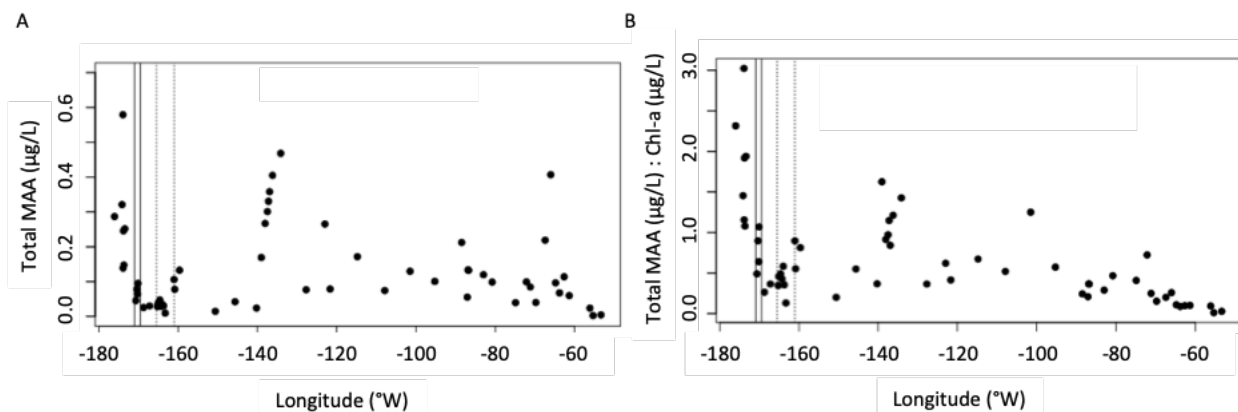 A
B
Total MAA (µg/L)
0.6
0.4
0.2
0.0
-180 -160 -140 -120 -100 -80 -60
Longitude (°W)
Total MAA (µg/L) : Chl-a (µg/L)
3.0
2.0
1.0
0.0
-180 -160 -140 -120 -100 -80 -60
Longitude (°W)